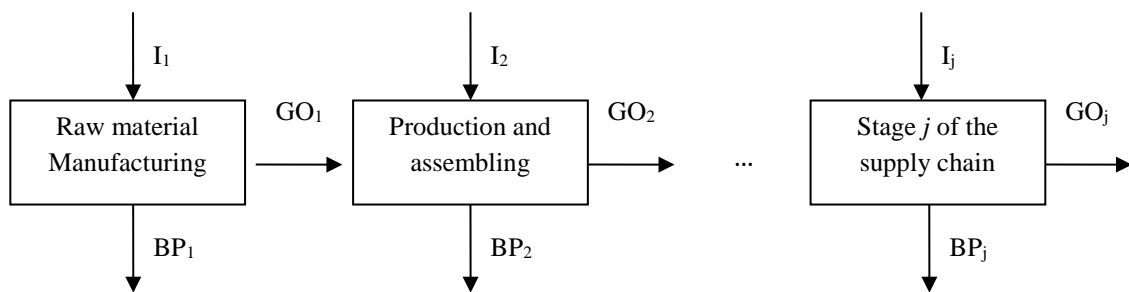 I₁
I₂
Iⱼ
Raw material
Manufacturing
GO₁
Production and
assembling
GO₂
...
Stage j of the
supply chain
GOⱼ
BP₁
BP₂
BPⱼ